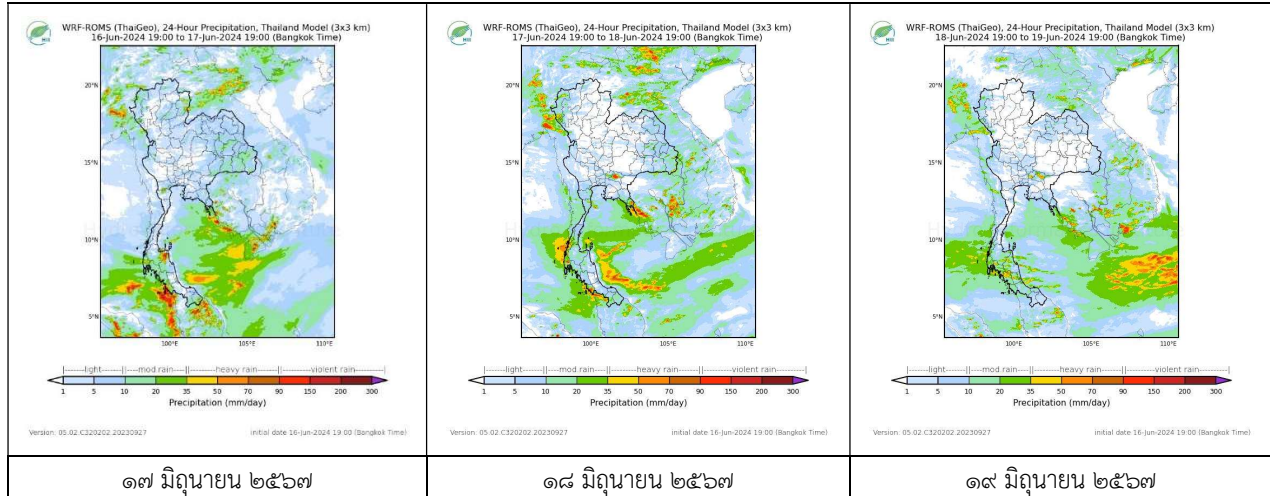 WRF-ROMS (ThaiGeo), 24-Hour Precipitation, Thailand Model (3x3 km)
16-Jun-2024 19:00 to 17-Jun-2024 19:00 (Bangkok Time)
20°N
15°N
10°N
5°N
100°E
105°E
110°E
light
mod rain
heavy rain
violent rain
1 5 10 20 35 50 70 90 150 200 300
Precipitation (mm/day)
Version: 05.02.C320202.20230927
initial date 16-Jun-2024 19:00 (Bangkok Time)
๑๗ มิถุนายน ๒๕๖๗
WRF-ROMS (ThaiGeo), 24-Hour Precipitation, Thailand Model (3x3 km)
17-Jun-2024 19:00 to 18-Jun-2024 19:00 (Bangkok Time)
20°N
15°N
10°N
5°N
100°E
105°E
110°E
light
mod rain
heavy rain
violent rain
1 5 10 20 35 50 70 90 150 200 300
Precipitation (mm/day)
Version: 05.02.C320202.20230927
initial date 16-Jun-2024 19:00 (Bangkok Time)
๑๘ มิถุนายน ๒๕๖๗
WRF-ROMS (ThaiGeo), 24-Hour Precipitation, Thailand Model (3x3 km)
18-Jun-2024 19:00 to 19-Jun-2024 19:00 (Bangkok Time)
20°N
15°N
10°N
5°N
100°E
105°E
110°E
light
mod rain
heavy rain
violent rain
1 5 10 20 35 50 70 90 150 200 300
Precipitation (mm/day)
Version: 05.02.C320202.20230927
initial date 16-Jun-2024 19:00 (Bangkok Time)
๑๙ มิถุนายน ๒๕๖๗